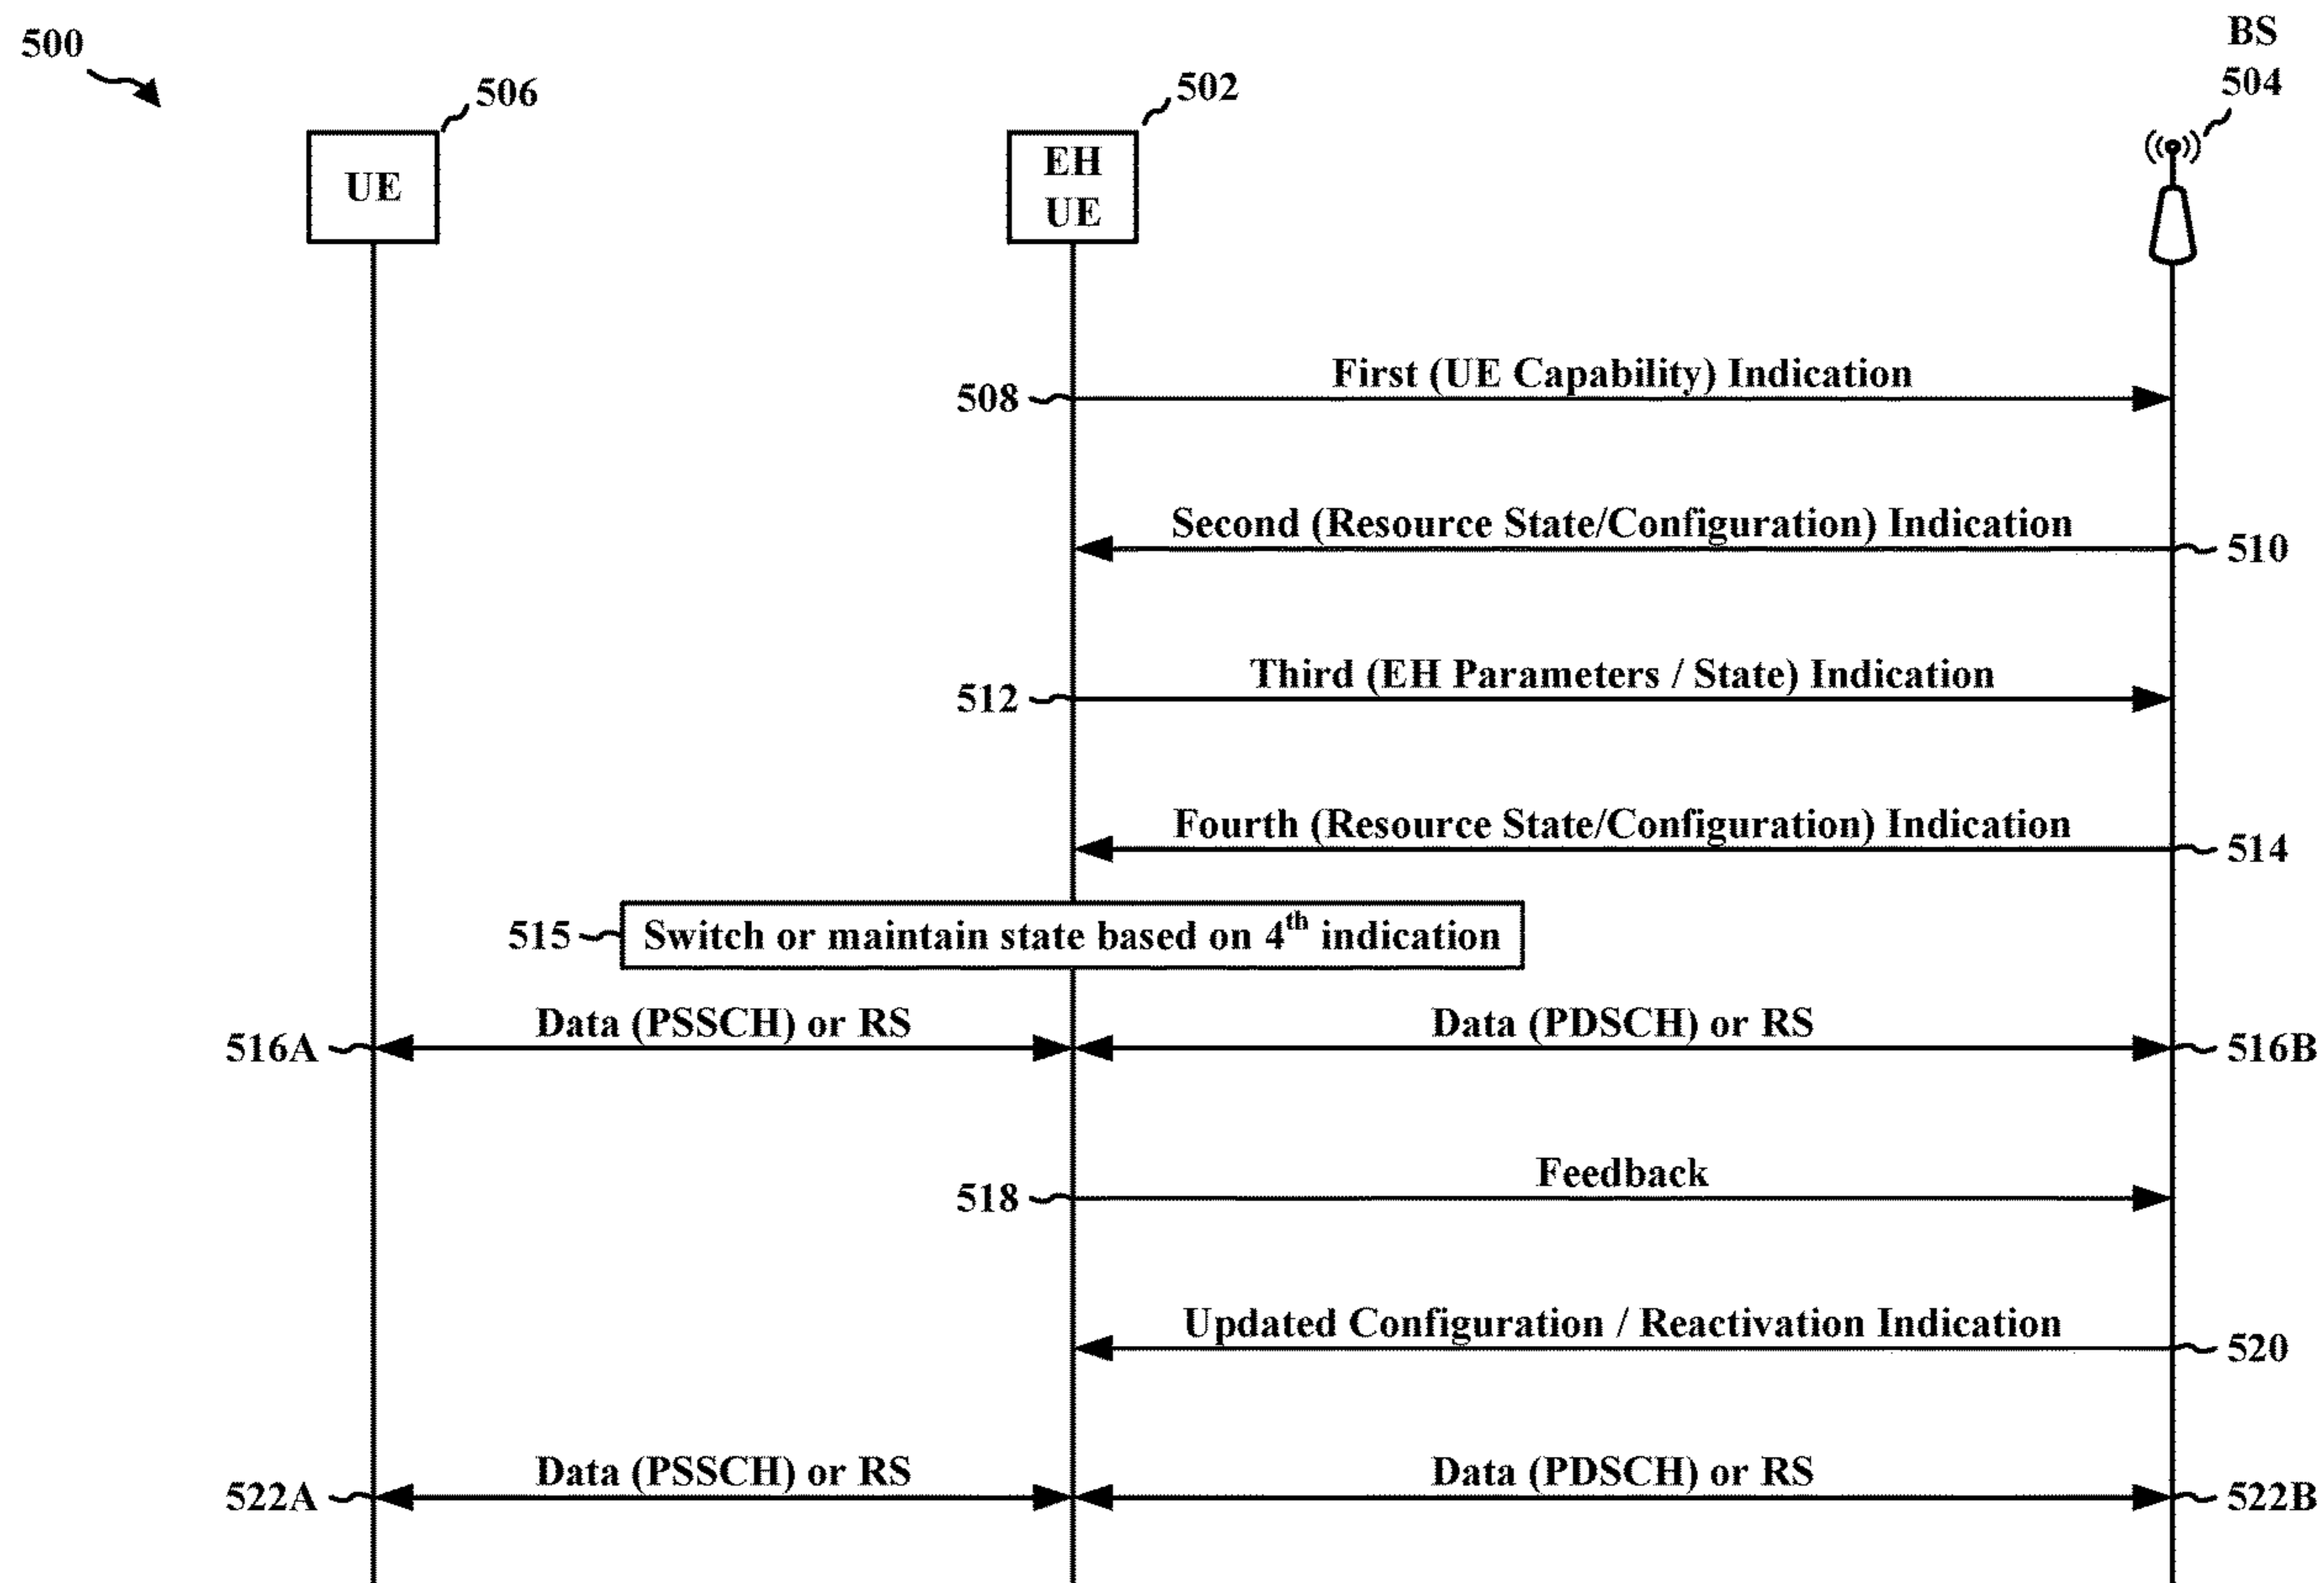 500
506
502
BS
504
UE
EH
UE
508
First (UE Capability) Indication
Second (Resource State/Configuration) Indication
510
512
Third (EH Parameters / State) Indication
Fourth (Resource State/Configuration) Indication
514
515
Switch or maintain state based on 4th indication
516A
Data (PSSCH) or RS
Data (PDSCH) or RS
516B
518
Feedback
Updated Configuration / Reactivation Indication
520
522A
Data (PSSCH) or RS
Data (PDSCH) or RS
522B